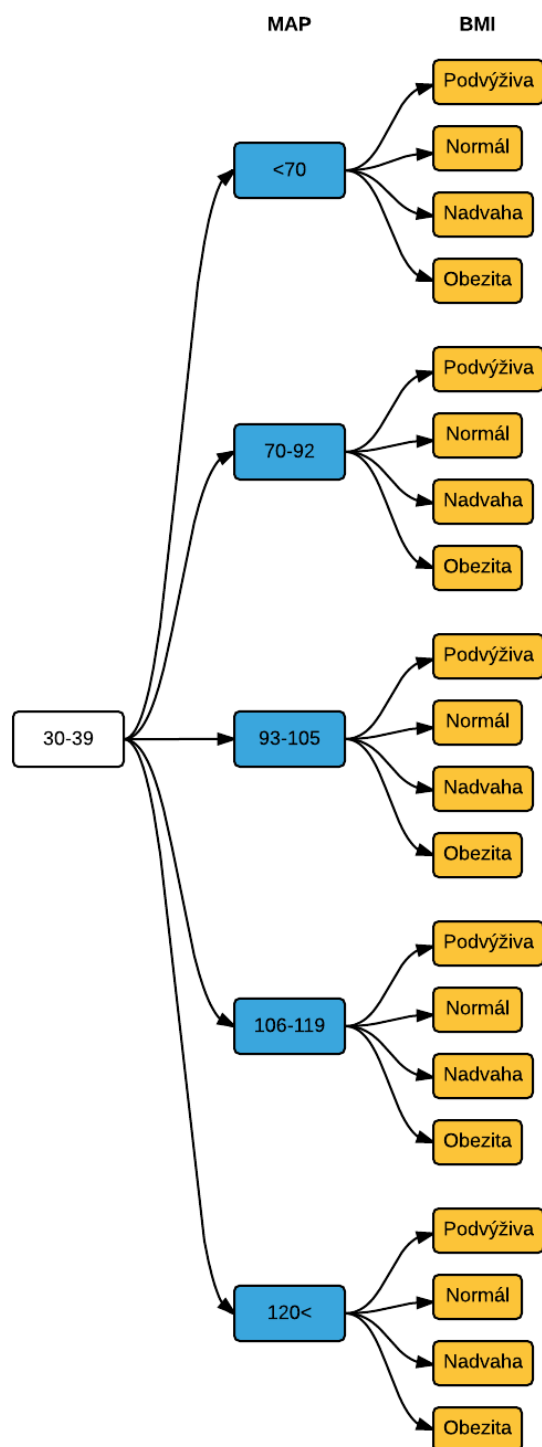 MAP BMI
Podvýživa
Normál
<70
Nadvaha
Obezita
Podvýživa
Normál
70-92
Nadvaha
Obezita
Podvýživa
Normál
30-39
93-105
Nadvaha
Obezita
Podvýživa
Normál
106-119
Nadvaha
Obezita
Podvýživa
Normál
120<
Nadvaha
Obezita